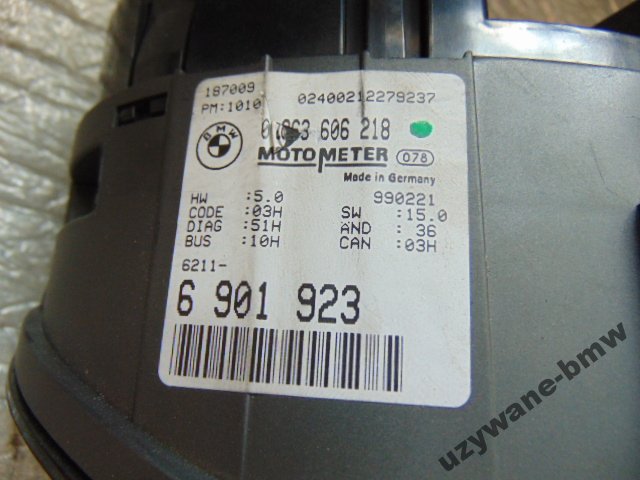 187009
PM:1010 02400212279237
BMW 606 218
MOTOMETER 078
Made in Germany
HW :5.0 990221
CODE :03H SW :15.0
DIAG :51H AND : 36
BUS :10H CAN :03H
6211-
6 901 923
uzywane-bmw